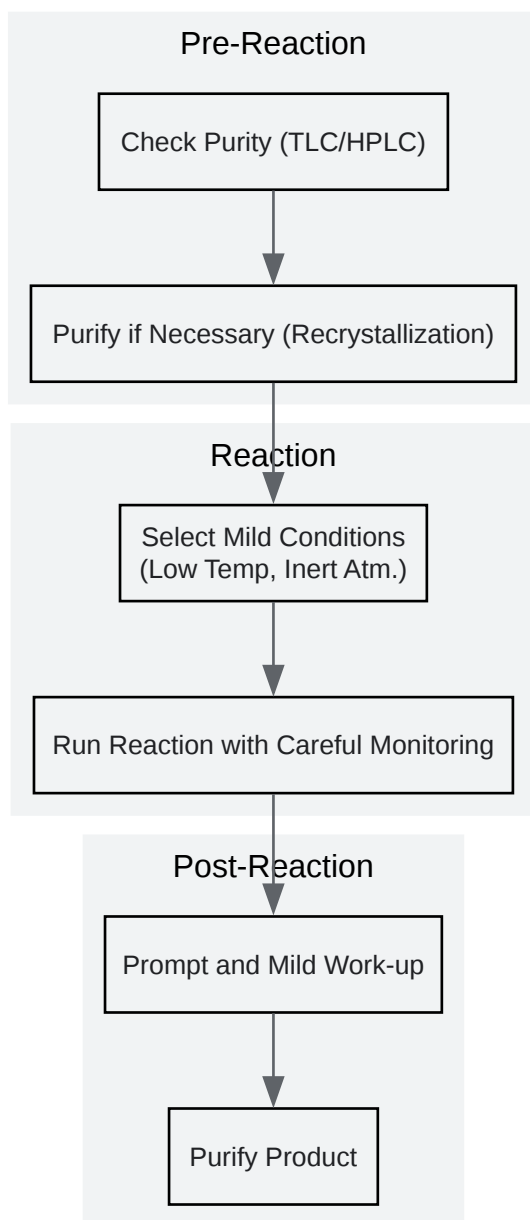 Pre-Reaction
Check Purity (TLC/HPLC)
Purify if Necessary (Recrystallization)
Reaction
Select Mild Conditions
(Low Temp, Inert Atm.)
Run Reaction with Careful Monitoring
Post-Reaction
Prompt and Mild Work-up
Purify Product